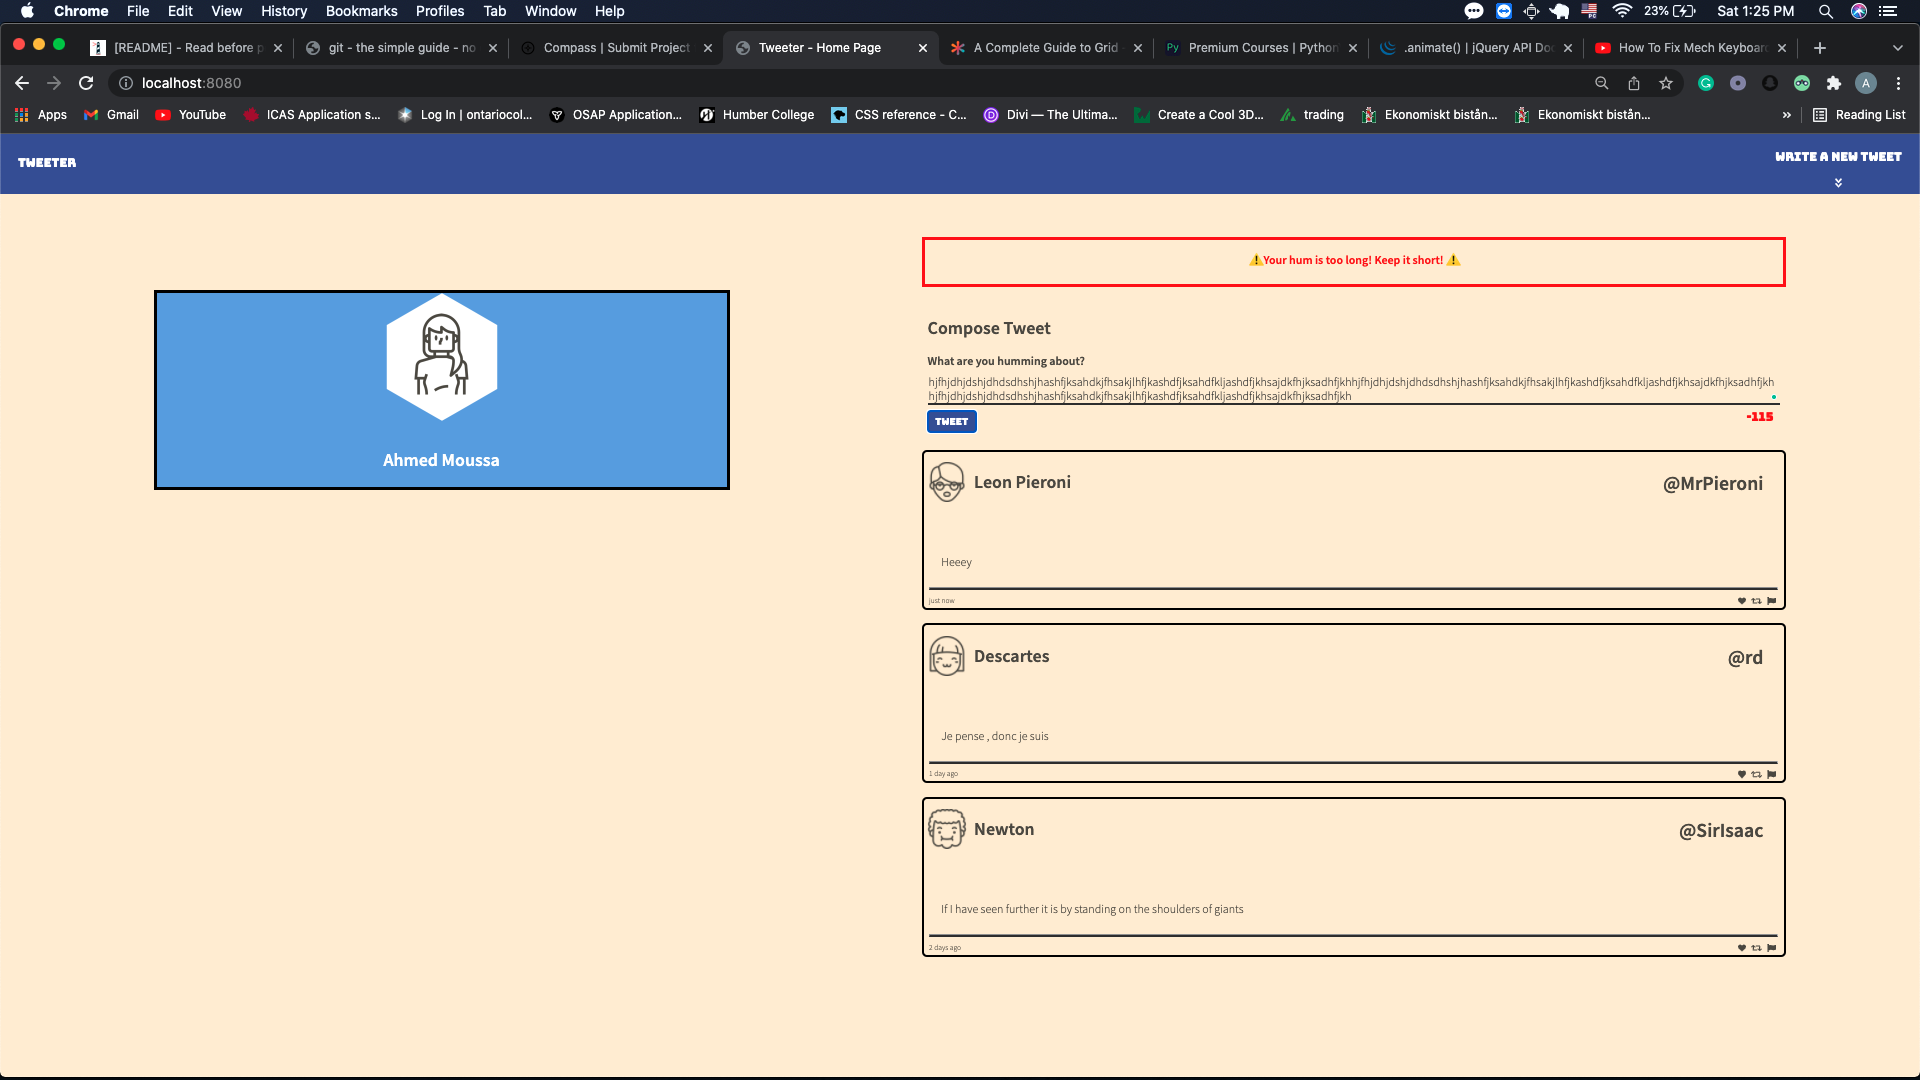 Chrome File Edit View History Bookmarks Profiles Tab Window Help 23% Sat 1:25 PM
[README] - Read before p
git - the simple guide - no
Compass | Submit Project
Tweeter - Home Page
A Complete Guide to Grid
Py Premium Courses | Python
.animate() | jQuery API Do
How To Fix Mech Keyboar
localhost:8080
A
Apps Gmail YouTube ICAS Application s... Log In | ontariocol... OSAP Application... Humber College CSS reference - C... Divi — The Ultima... Create a Cool 3D... trading Ekonomiskt bistån... Ekonomiskt bistån... » Reading List
TWEETER
WRITE A NEW TWEET
⚠️Your hum is too long! Keep it short! ⚠️
Ahmed Moussa
Compose Tweet
What are you humming about?
TWEET
-115
Leon Pieroni @MrPieroni
Heeey
just now
Descartes @rd
Je pense , donc je suis
1 day ago
Newton @SirIsaac
If I have seen further it is by standing on the shoulders of giants
2 days ago